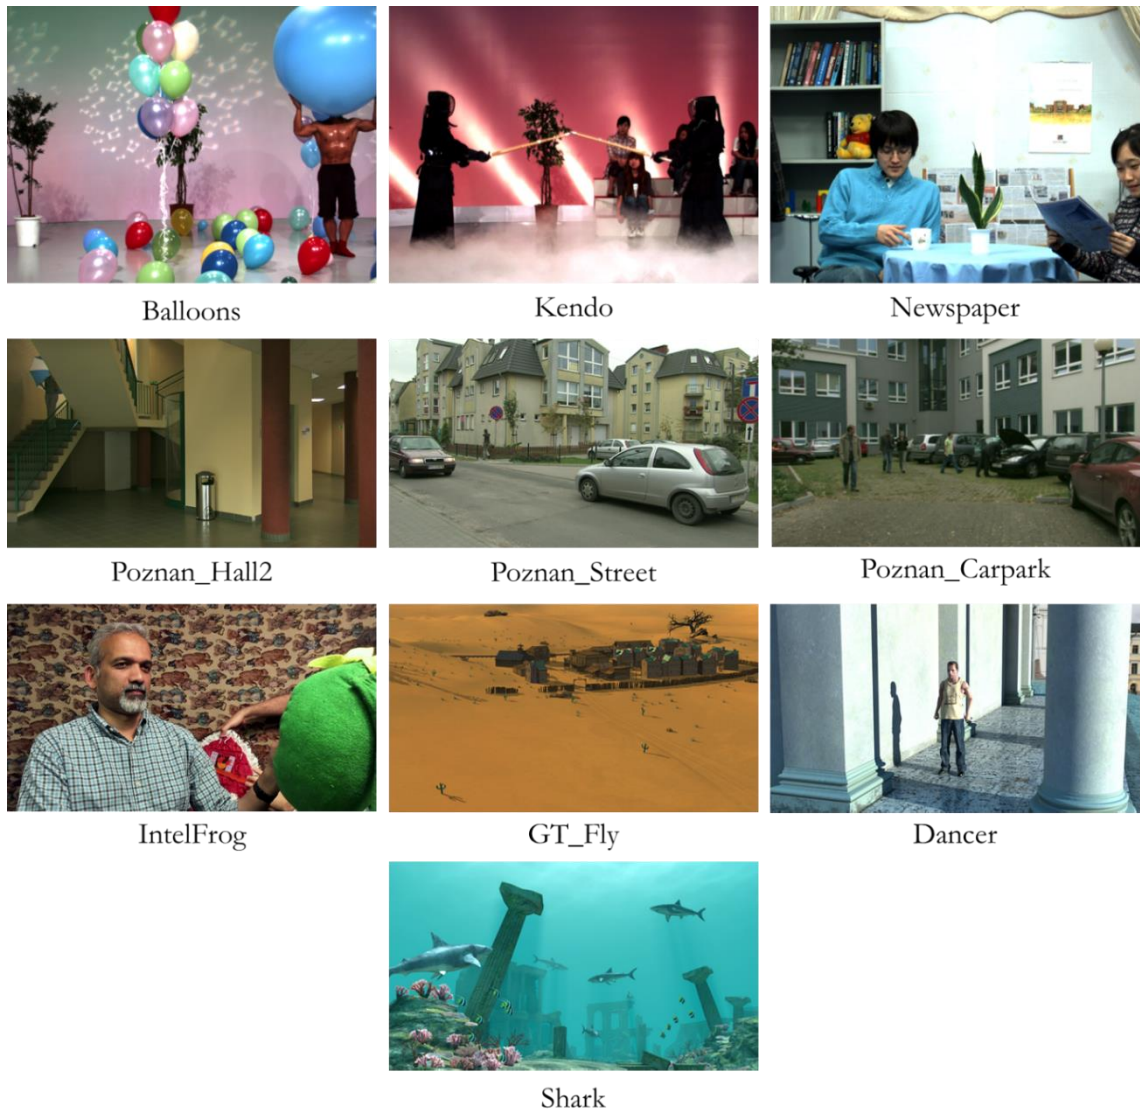 Balloons
Kendo
Newspaper
Poznan_Hall2
Poznan_Street
Poznan_Carpark
IntelFrog
GT_Fly
Dancer
Shark